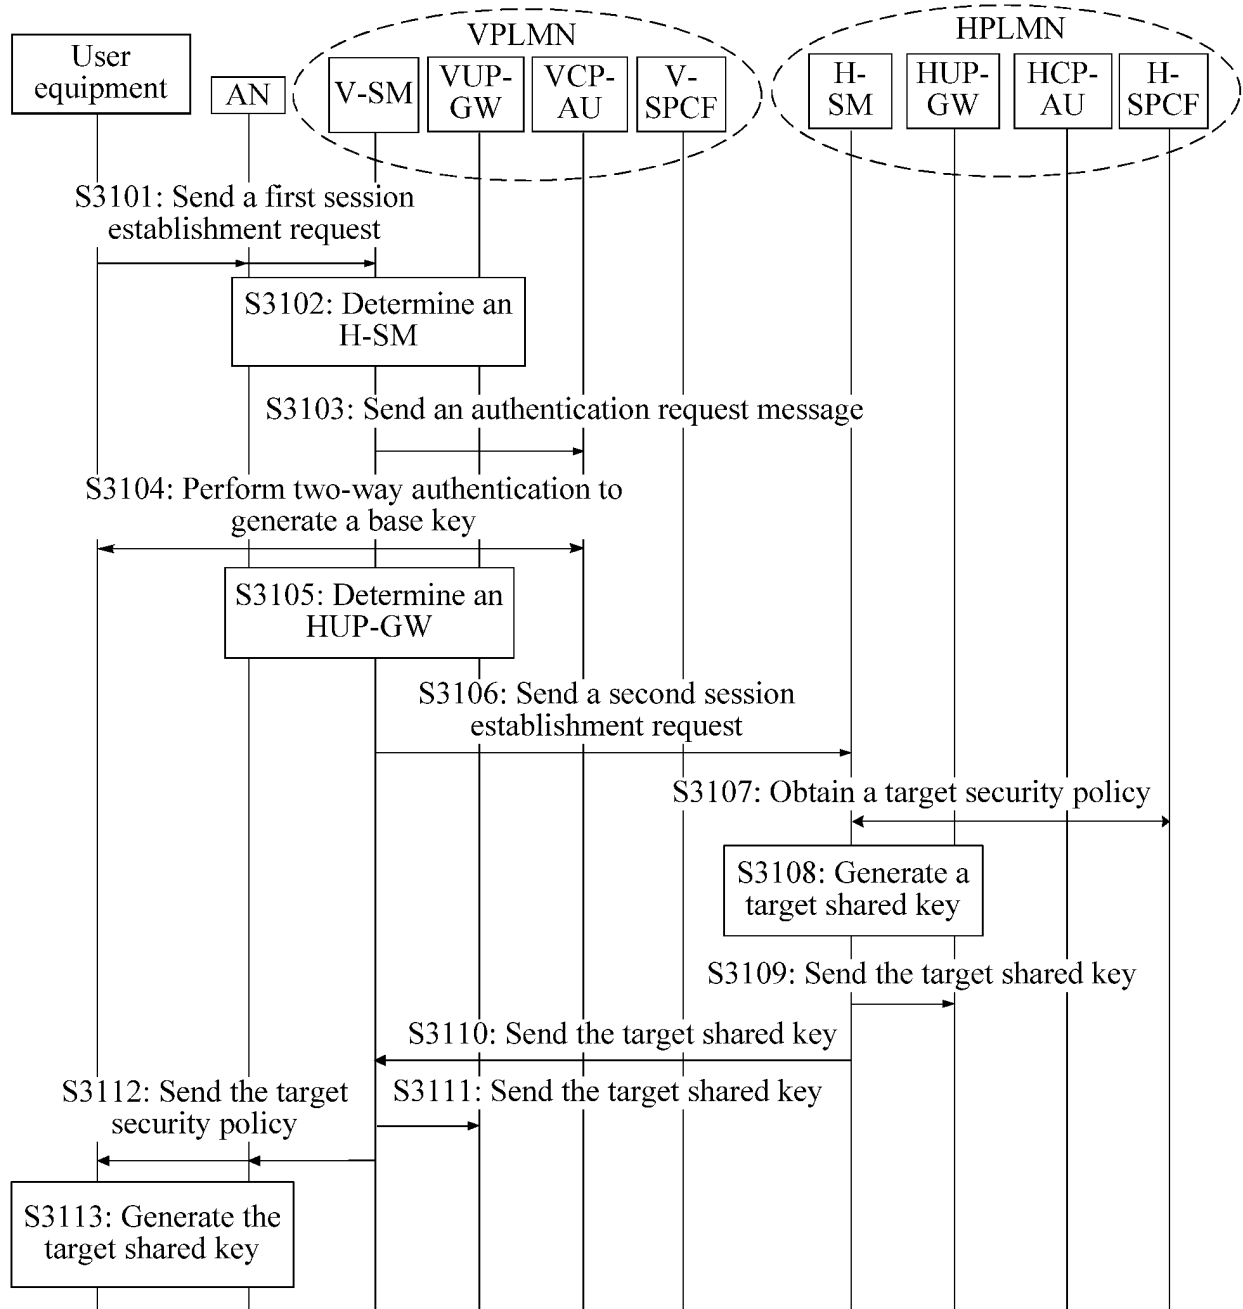 VPLMN
HPLMN
User
equipment
AN
V-SM
VUP-
GW
VCP-
AU
V-
SPCF
H-
SM
HUP-
GW
HCP-
AU
H-
SPCF
S3101: Send a first session
establishment request
S3102: Determine an
H-SM
S3103: Send an authentication request message
S3104: Perform two-way authentication to
generate a base key
S3105: Determine an
HUP-GW
S3106: Send a second session
establishment request
S3107: Obtain a target security policy
S3108: Generate a
target shared key
S3109: Send the target shared key
S3110: Send the target shared key
S3111: Send the target shared key
S3112: Send the target
security policy
S3113: Generate the
target shared key